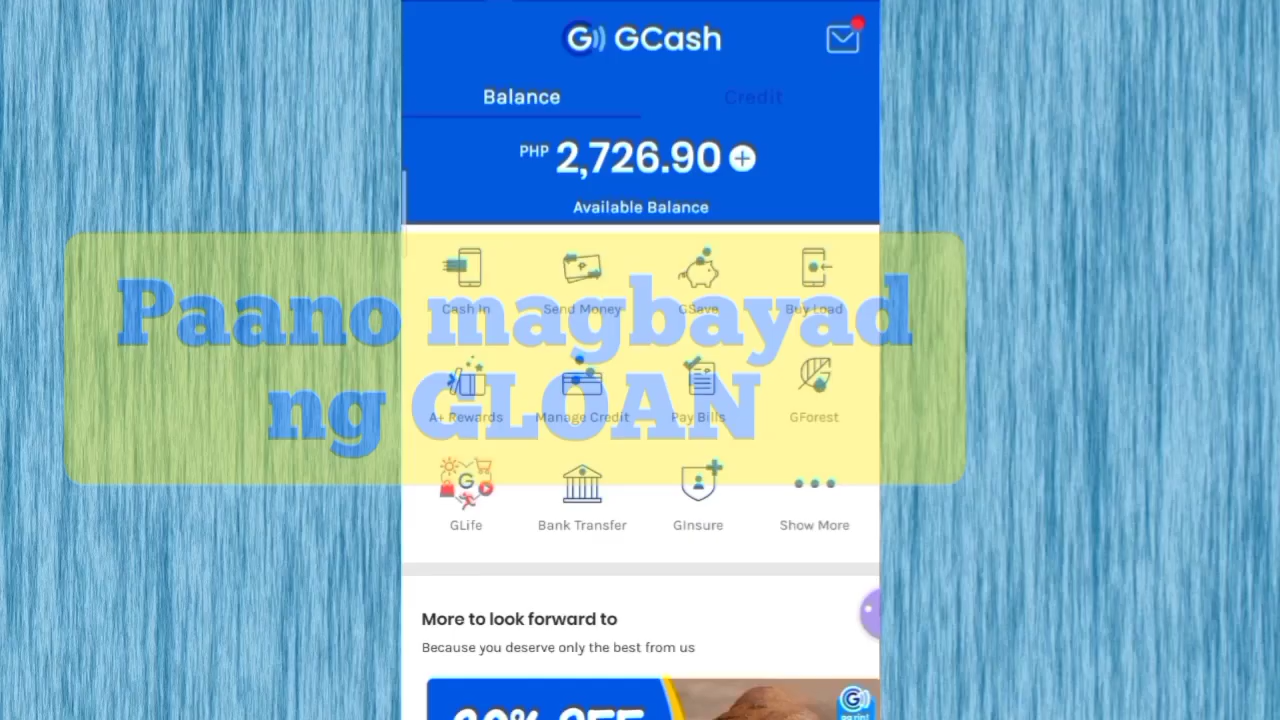 GCash
Balance
Credit
PHP 2,726.90
Available Balance
Paano magbayad
ng GLOAN
Cash In
Send Money
GSave
Buy Load
A+ Rewards
Manage Credit
Pay Bills
GForest
GLife
Bank Transfer
GInsure
Show More
More to look forward to
Because you deserve only the best from us